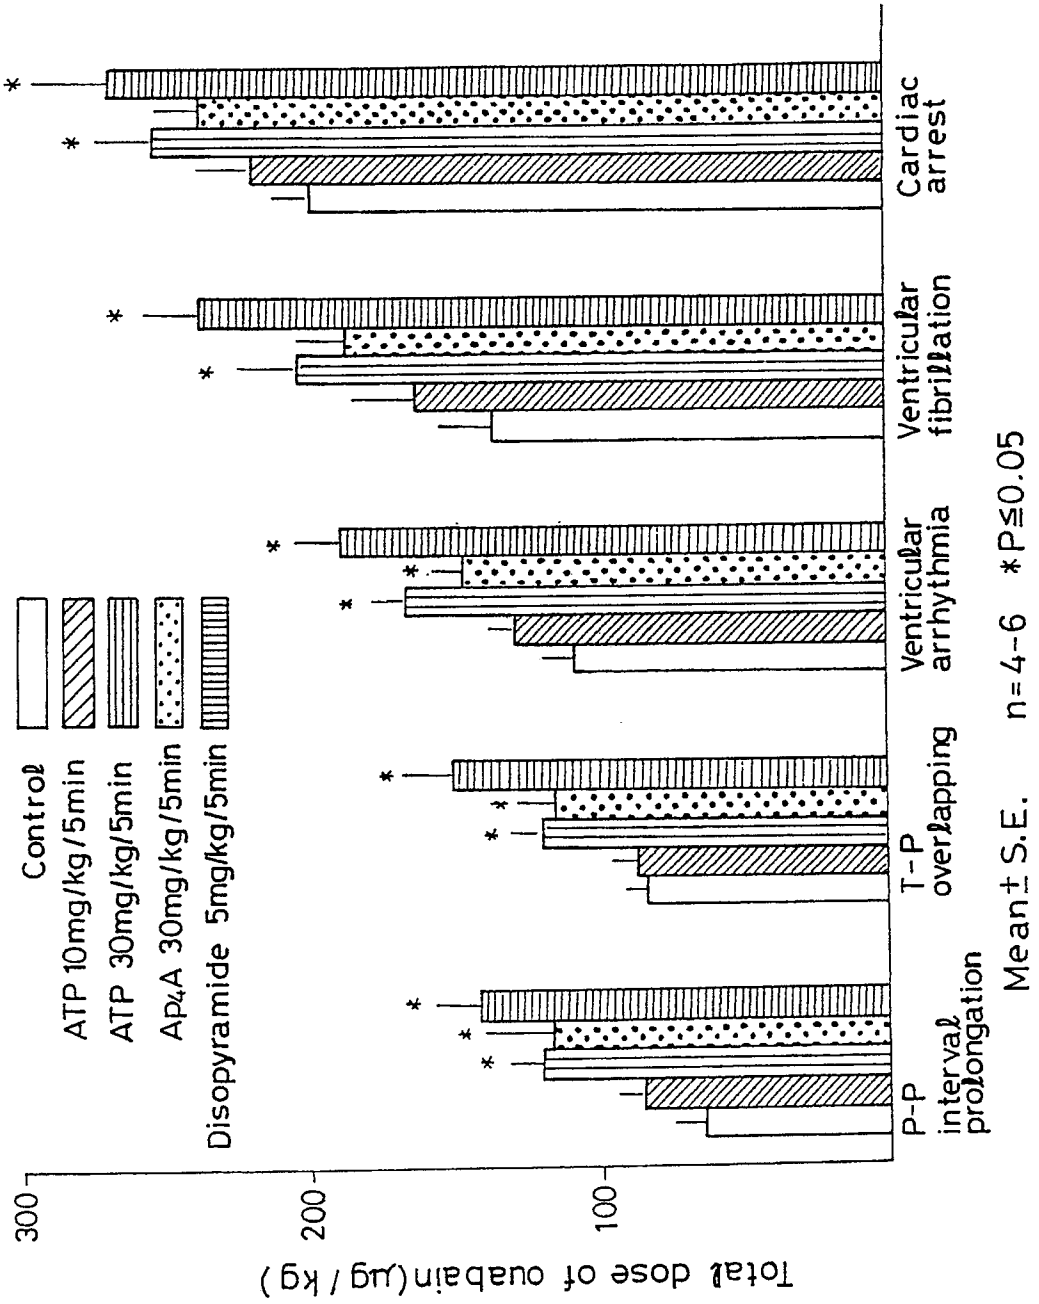 Control
ATP 10mg/kg/5min
ATP 30mg/kg/5min
Ap4A 30mg/kg/5min
Disopyramide 5mg/kg/5min
Total dose of ouabain (µg/kg)
300
200
100
P-P
interval
prolongation
T-P
overlapping
Ventricular
arrhythmia
Ventricular
fibrillation
Cardiac
arrest
* * *
* * *
* * *
* *
* *
Mean± S.E. n=4-6 *P≦0.05